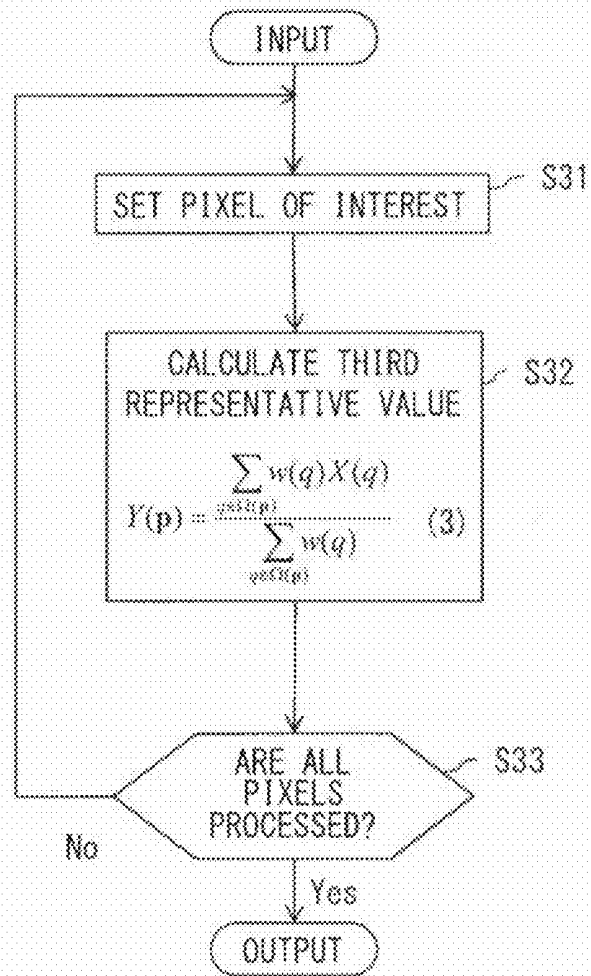 INPUT
SET PIXEL OF INTEREST
S31
CALCULATE THIRD
REPRESENTATIVE VALUE
S32
Y(p) = ∑_{q∈Ω(p)} w(q)X(q) / ∑_{q∈Ω(p)} w(q) (3)
ARE ALL
PIXELS
PROCESSED?
S33
No
Yes
OUTPUT